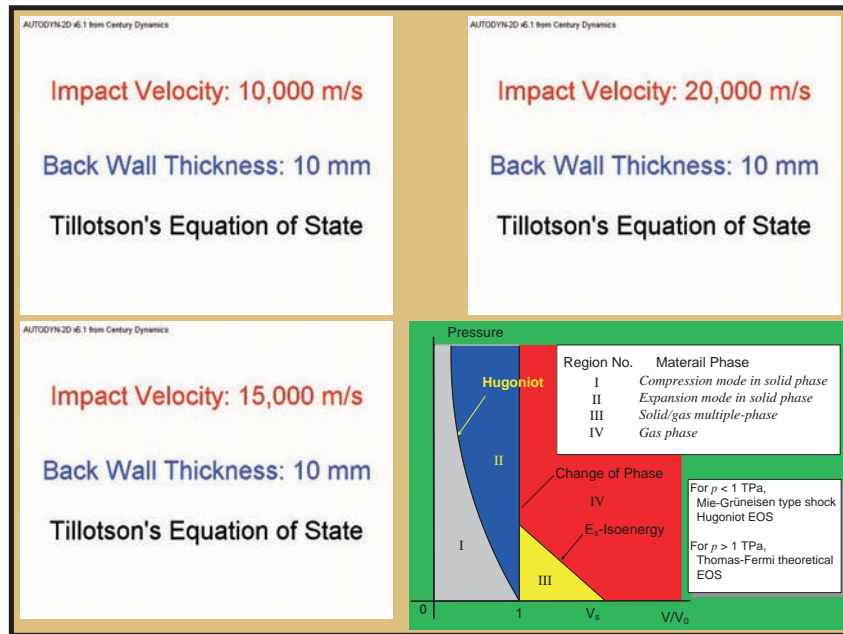 AUTODYN-2D v6.1 from Century Dynamics
Impact Velocity: 10,000 m/s
Back Wall Thickness: 10 mm
Tillotson's Equation of State
AUTODYN-2D v6.1 from Century Dynamics
Impact Velocity: 20,000 m/s
Back Wall Thickness: 10 mm
Tillotson's Equation of State
AUTODYN-2D v6.1 from Century Dynamics
Impact Velocity: 15,000 m/s
Back Wall Thickness: 10 mm
Tillotson's Equation of State
Pressure
Region No. Materail Phase
I Compression mode in solid phase
II Expansion mode in solid phase
III Solid/gas multiple-phase
IV Gas phase
Hugoniot
II
Change of Phase
IV
Es-Isoenergy
I
III
For p < 1 TPa,
Mie-Grüneisen type shock
Hugoniot EOS
For p > 1 TPa,
Thomas-Fermi theoretical
EOS
0 1 Vs V/V0